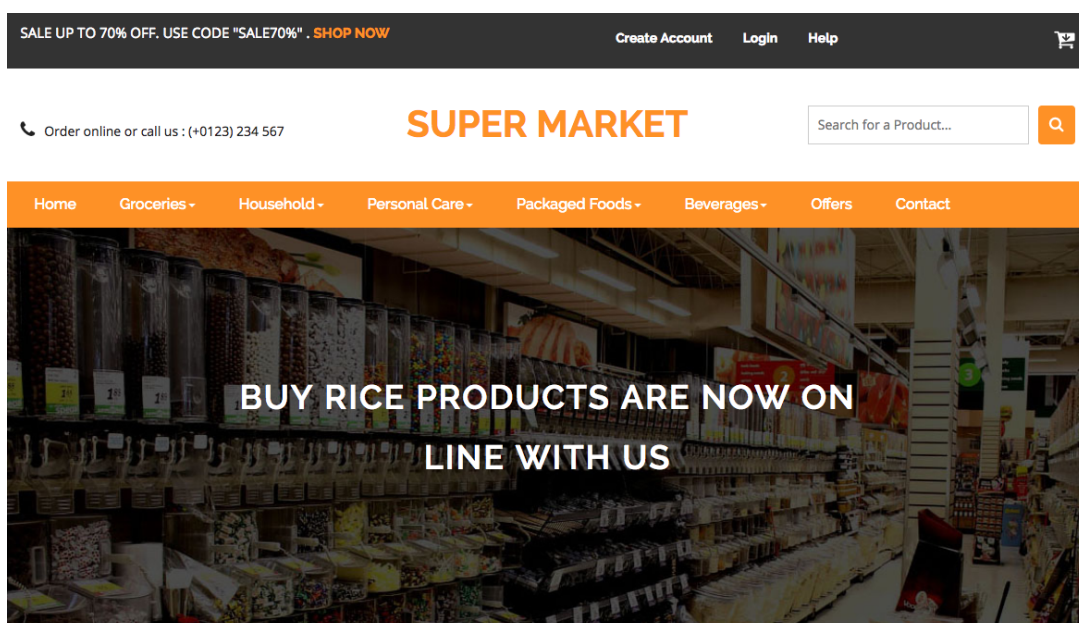 SALE UP TO 70% OFF. USE CODE "SALE70%" . SHOP NOW
Create Account Login Help
Order online or call us : (+0123) 234 567
SUPER MARKET
Search for a Product...
Home Groceries Household Personal Care Packaged Foods Beverages Offers Contact
BUY RICE PRODUCTS ARE NOW ON
LINE WITH US
2
3